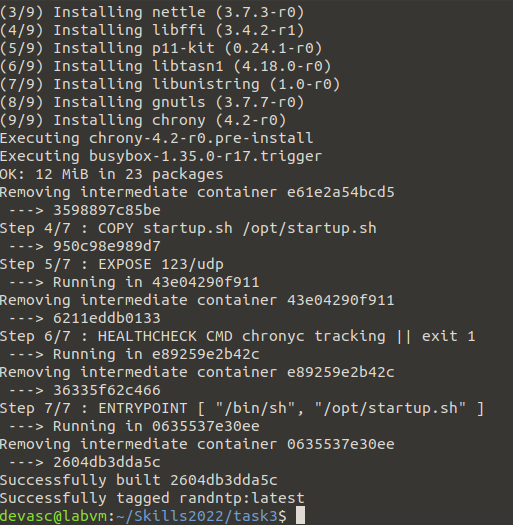 (3/9) Installing nettle (3.7.3-r0)
(4/9) Installing libffi (3.4.2-r1)
(5/9) Installing p11-kit (0.24.1-r0)
(6/9) Installing libtasn1 (4.18.0-r0)
(7/9) Installing libunistring (1.0-r0)
(8/9) Installing gnutls (3.7.7-r0)
(9/9) Installing chrony (4.2-r0)
Executing chrony-4.2-r0.pre-install
Executing busybox-1.35.0-r17.trigger
OK: 12 MiB in 23 packages
Removing intermediate container e61e2a54bcd5
 ---> 3598897c85be
Step 4/7 : COPY startup.sh /opt/startup.sh
 ---> 950c98e989d7
Step 5/7 : EXPOSE 123/udp
 ---> Running in 43e04290f911
Removing intermediate container 43e04290f911
 ---> 6211eddb0133
Step 6/7 : HEALTHCHECK CMD chronyc tracking || exit 1
 ---> Running in e89259e2b42c
Removing intermediate container e89259e2b42c
 ---> 36335f62c466
Step 7/7 : ENTRYPOINT [ "/bin/sh", "/opt/startup.sh" ]
 ---> Running in 0635537e30ee
Removing intermediate container 0635537e30ee
 ---> 2604db3dda5c
Successfully built 2604db3dda5c
Successfully tagged randntp:latest
devasc@labvm:~/Skills2022/task3$